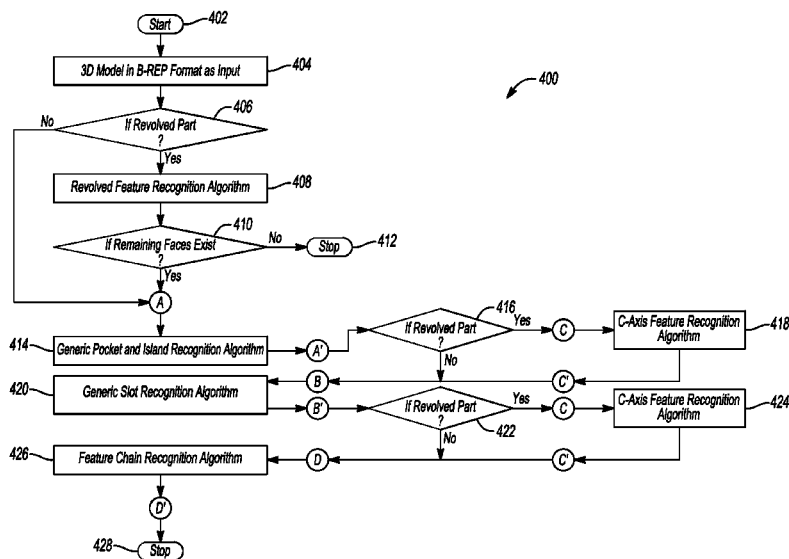 Start
402
3D Model in B-REP Format as Input
404
400
406
No
If Revolved Part
?
Yes
Revolved Feature Recognition Algorithm
408
410
If Remaining Faces Exist
?
No
Stop
412
Yes
A
416
If Revolved Part
?
Yes
C
C-Axis Feature Recognition
Algorithm
418
414
Generic Pocket and Island Recognition Algorithm
A'
No
420
Generic Slot Recognition Algorithm
B
C'
B'
If Revolved Part
?
Yes
C
C-Axis Feature Recognition
Algorithm
424
422
No
426
Feature Chain Recognition Algorithm
D
C'
D'
428
Stop